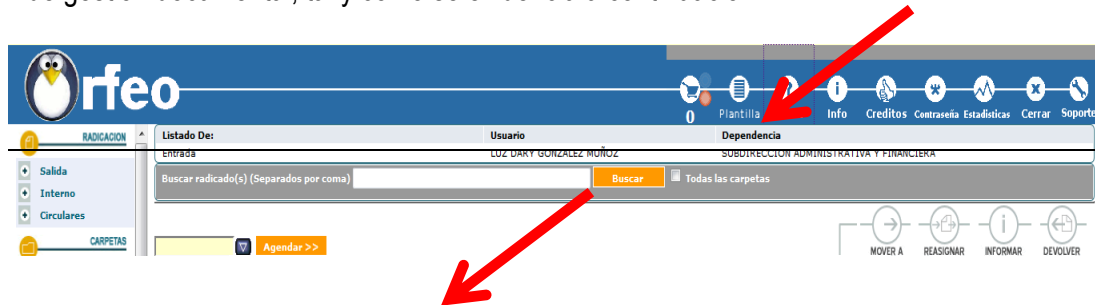 Orfeo
0 Plantilla Info Creditos Contraseña Estadisticas Cerrar Soporte
RADICACION
Listado De: Usuario Dependencia
Entrada LUZ DARY GONZALEZ MUÑOZ SUBDIRECCION ADMINISTRATIVA Y FINANCIERA
Salida
Buscar radicado(s) (Separados por coma) Buscar Todas las carpetas
Interno
Circulares
CARPETAS
Agendar >>
MOVER A REASIGNAR INFORMAR DEVOLVER